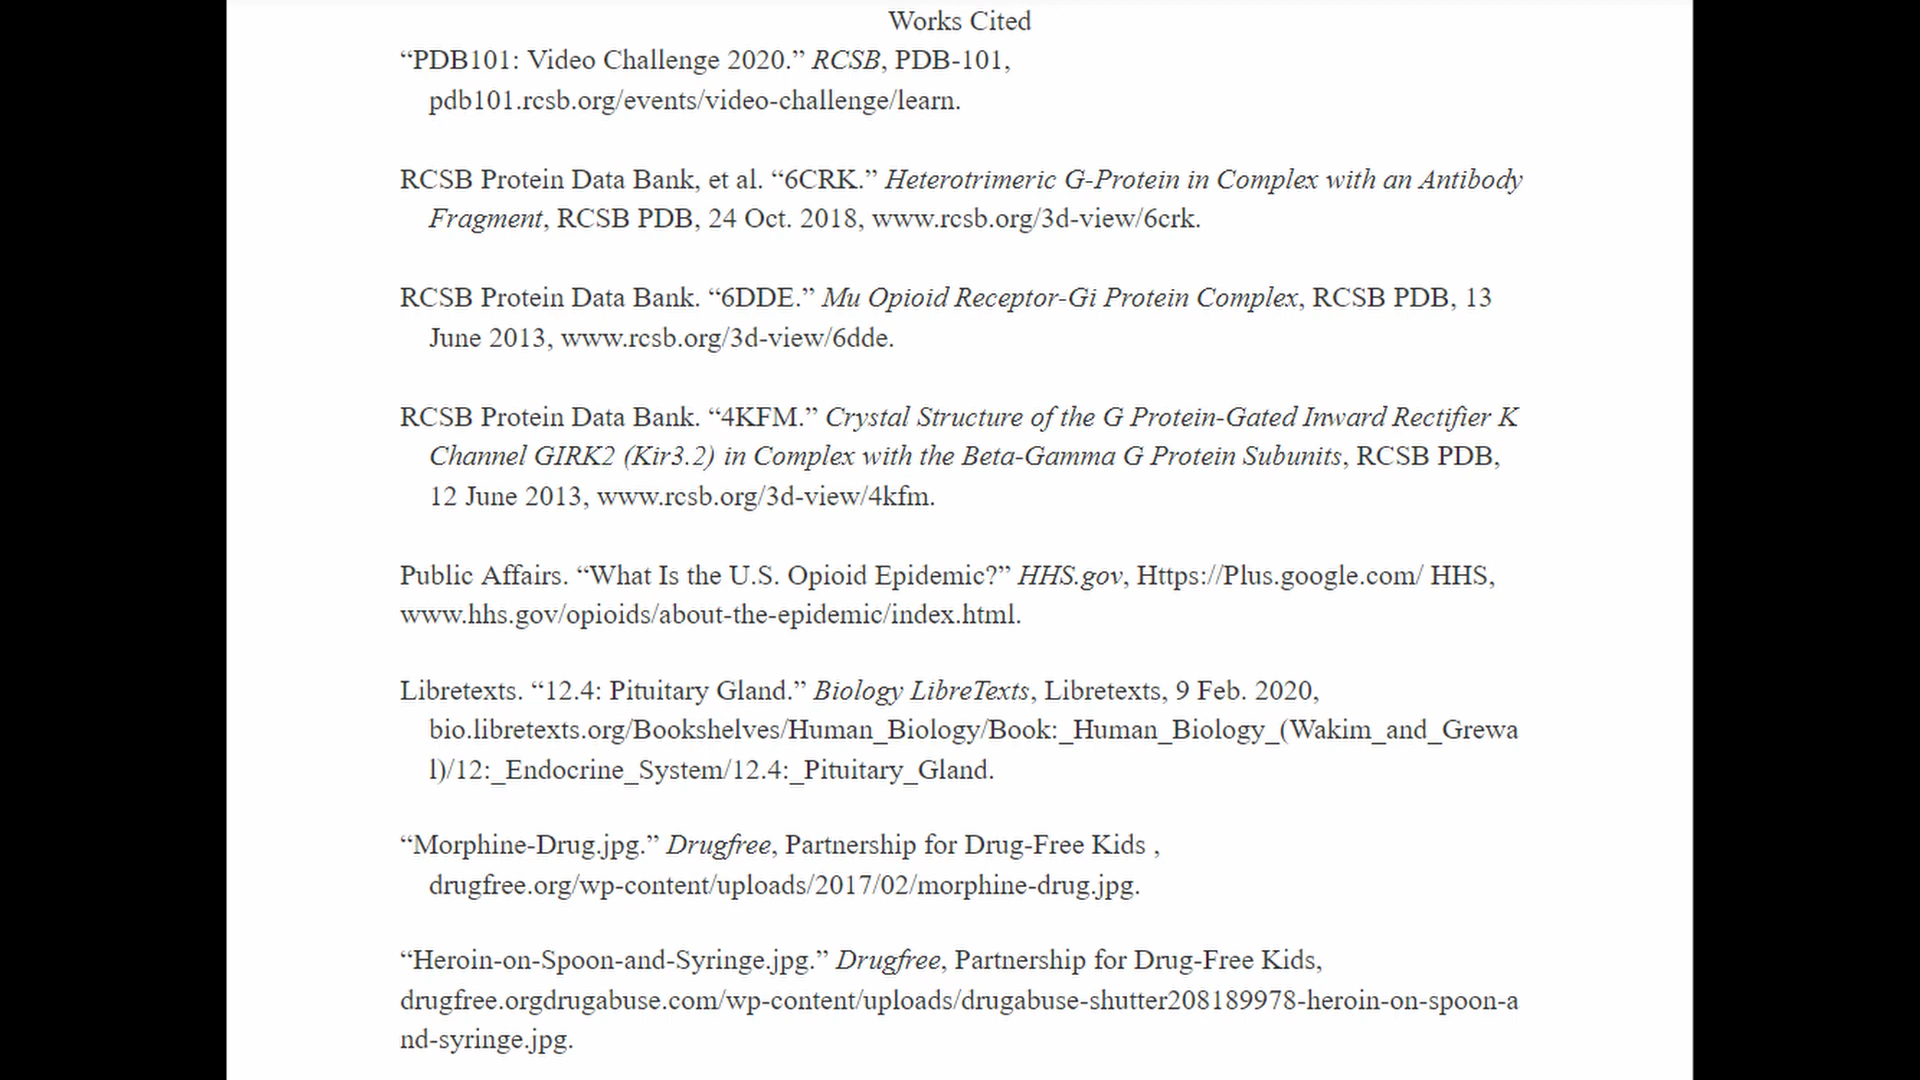 Works Cited
“PDB101: Video Challenge 2020.” RCSB, PDB-101,
pdb101.rcsb.org/events/video-challenge/learn.
RCSB Protein Data Bank, et al. “6CRK.” Heterotrimeric G-Protein in Complex with an Antibody
Fragment, RCSB PDB, 24 Oct. 2018, www.rcsb.org/3d-view/6crk.
RCSB Protein Data Bank. “6DDE.” Mu Opioid Receptor-Gi Protein Complex, RCSB PDB, 13
June 2013, www.rcsb.org/3d-view/6dde.
RCSB Protein Data Bank. “4KFM.” Crystal Structure of the G Protein-Gated Inward Rectifier K
Channel GIRK2 (Kir3.2) in Complex with the Beta-Gamma G Protein Subunits, RCSB PDB,
12 June 2013, www.rcsb.org/3d-view/4kfm.
Public Affairs. “What Is the U.S. Opioid Epidemic?” HHS.gov, Https://Plus.google.com/ HHS,
www.hhs.gov/opioids/about-the-epidemic/index.html.
Libretexts. “12.4: Pituitary Gland.” Biology LibreTexts, Libretexts, 9 Feb. 2020,
bio.libretexts.org/Bookshelves/Human_Biology/Book:_Human_Biology_(Wakim_and_Grewa
l)/12:_Endocrine_System/12.4:_Pituitary_Gland.
“Morphine-Drug.jpg.” Drugfree, Partnership for Drug-Free Kids ,
drugfree.org/wp-content/uploads/2017/02/morphine-drug.jpg.
“Heroin-on-Spoon-and-Syringe.jpg.” Drugfree, Partnership for Drug-Free Kids,
drugfree.orgdrugabuse.com/wp-content/uploads/drugabuse-shutter208189978-heroin-on-spoon-a
nd-syringe.jpg.